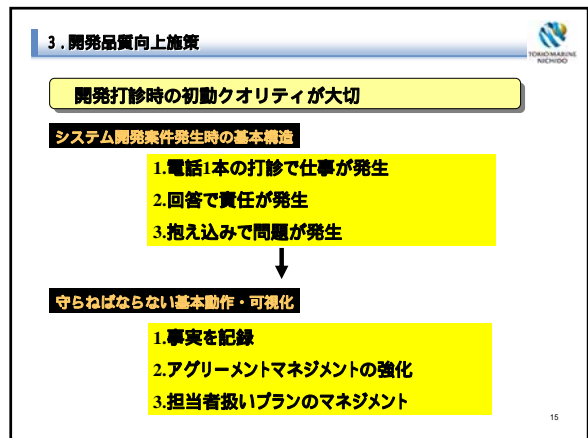 3．開発品質向上施策
TOKIO MARINE
NICHIDO
開発打診時の初動クオリティが大切
システム開発案件発生時の基本構造
1.電話1本の打診で仕事が発生
2.回答で責任が発生
3.抱え込みで問題が発生
守らねばならない基本動作・可視化
1.事実を記録
2.アグリーメントマネジメントの強化
3.担当者扱いプランのマネジメント
15